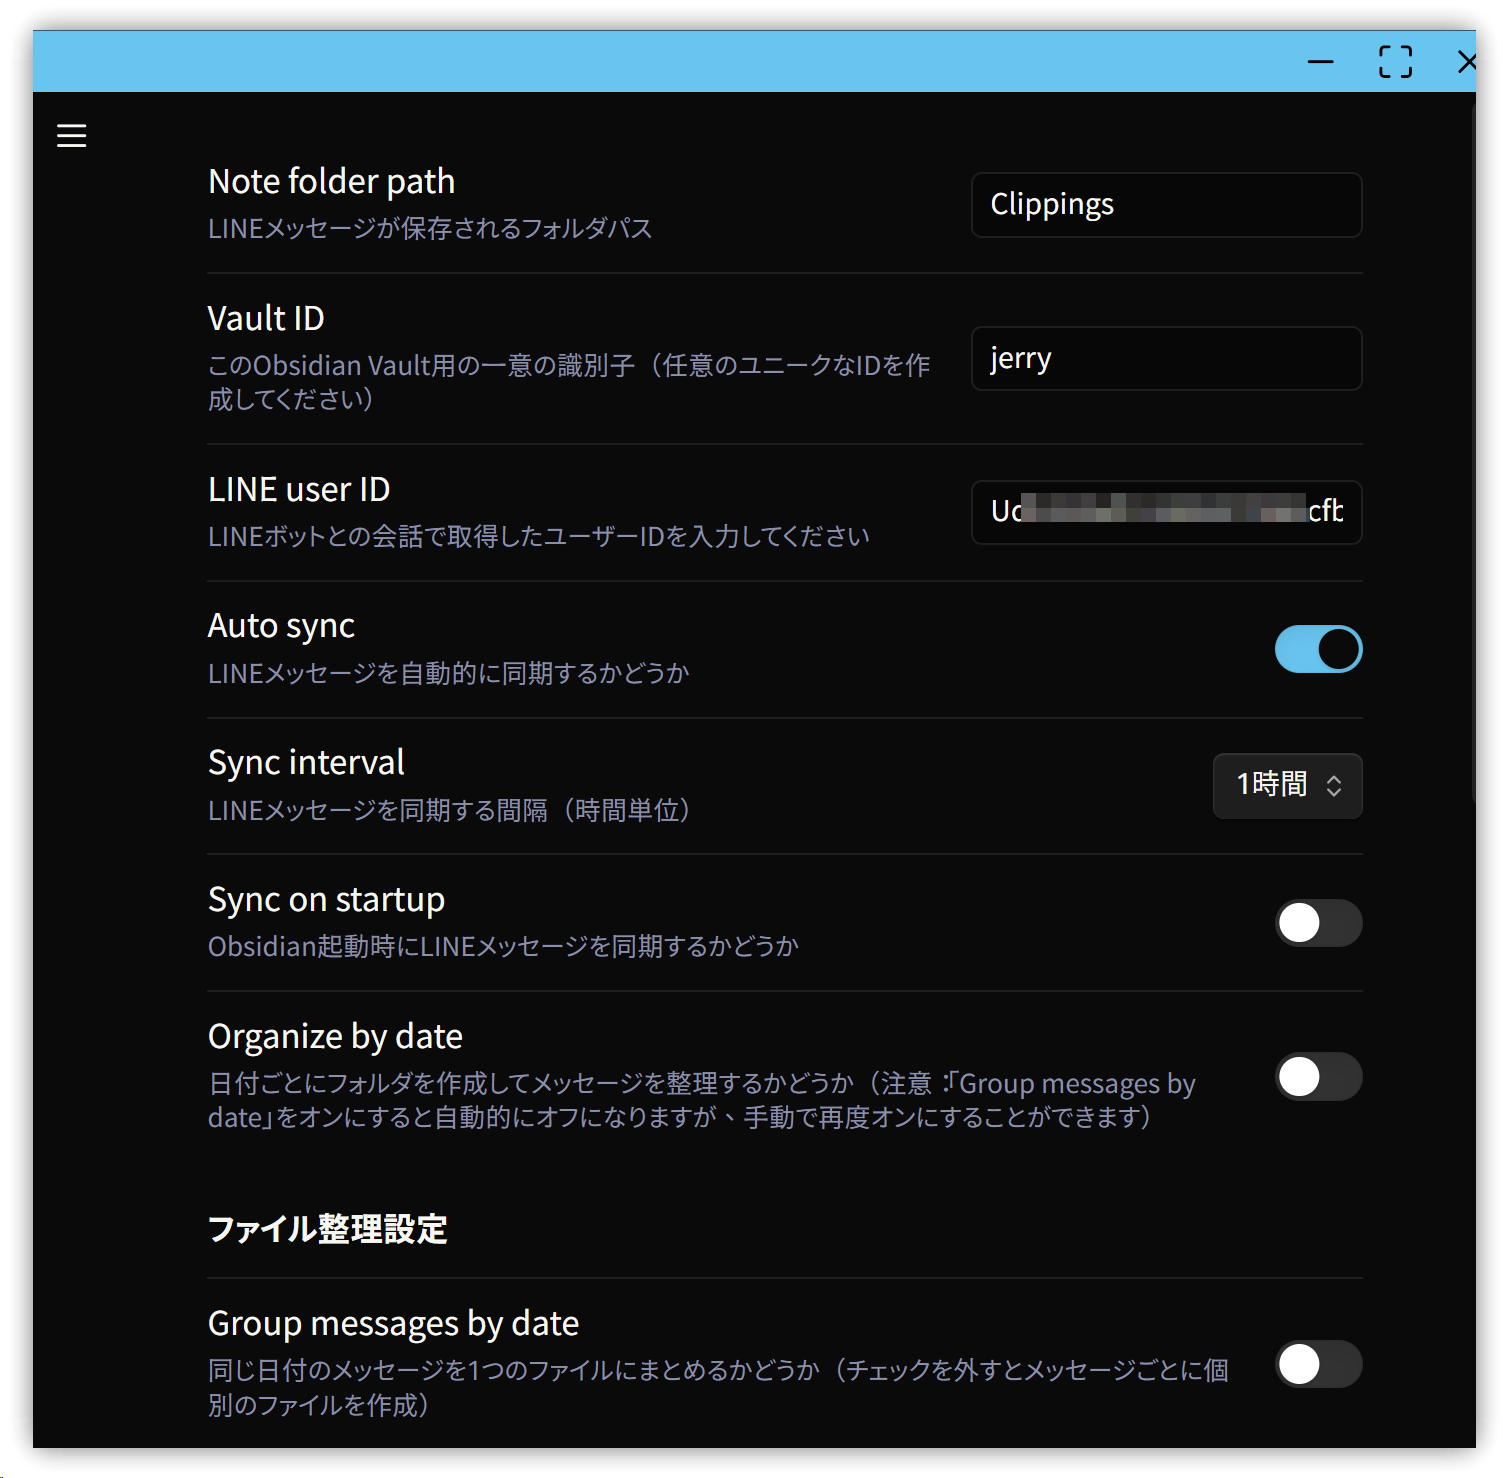 Note folder path
LINEメッセージが保存されるフォルダパス
Clippings
Vault ID
このObsidian Vault用の一意の識別子（任意のユニークなIDを作
成してください）
jerry
LINE user ID
LINEボットとの会話で取得したユーザーIDを入力してください
cfb
Auto sync
LINEメッセージを自動的に同期するかどうか
Sync interval
LINEメッセージを同期する間隔（時間単位）
1時間
Sync on startup
Obsidian起動時にLINEメッセージを同期するかどうか
Organize by date
日付ごとにフォルダを作成してメッセージを整理するかどうか（注意：「Group messages by
date」をオンにすると自動的にオフになりますが、手動で再度オンにすることができます）
ファイル整理設定
Group messages by date
同じ日付のメッセージを1つのファイルにまとめるかどうか（チェックを外すとメッセージごとに個
別のファイルを作成）